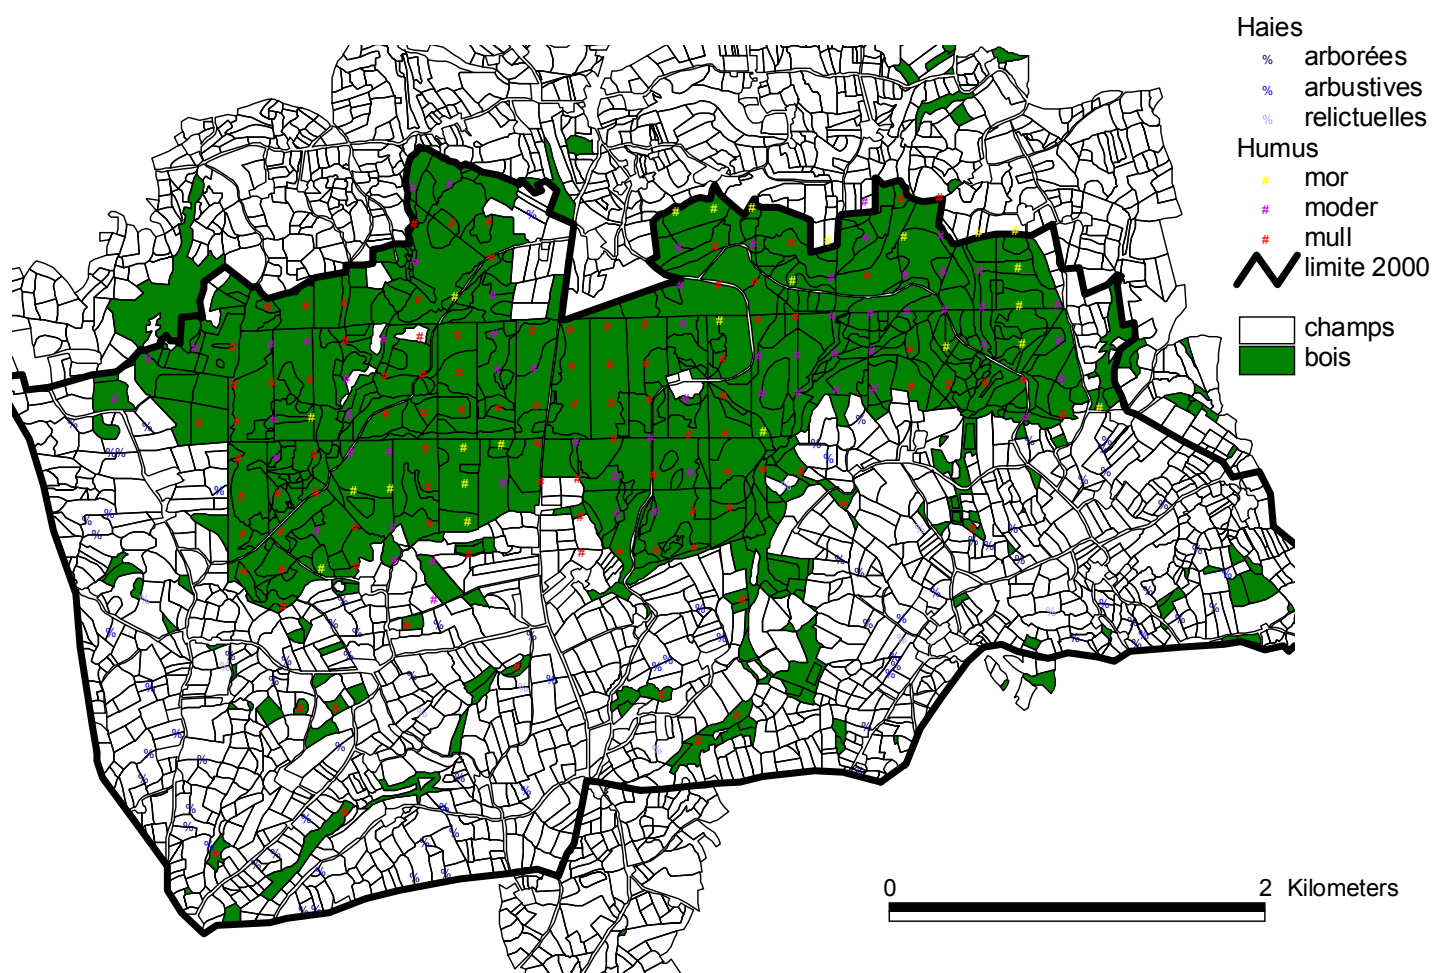 Haies
% arborées
% arbustives
% relictuelles
Humus
# mor
# moder
# mull
limite 2000
champs
bois
0 2 Kilometers